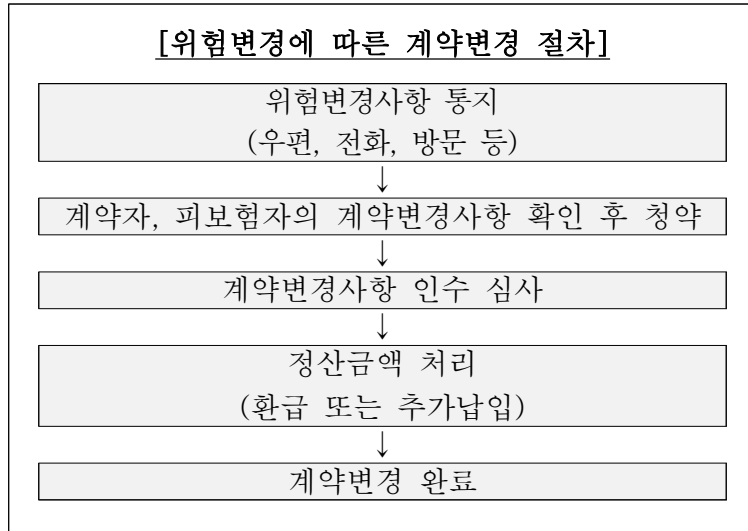 [위험변경에 따른 계약변경 절차]
위험변경사항 통지
(우편, 전화, 방문 등)
↓
계약자, 피보험자의 계약변경사항 확인 후 청약
↓
계약변경사항 인수 심사
↓
정산금액 처리
(환급 또는 추가납입)
↓
계약변경 완료